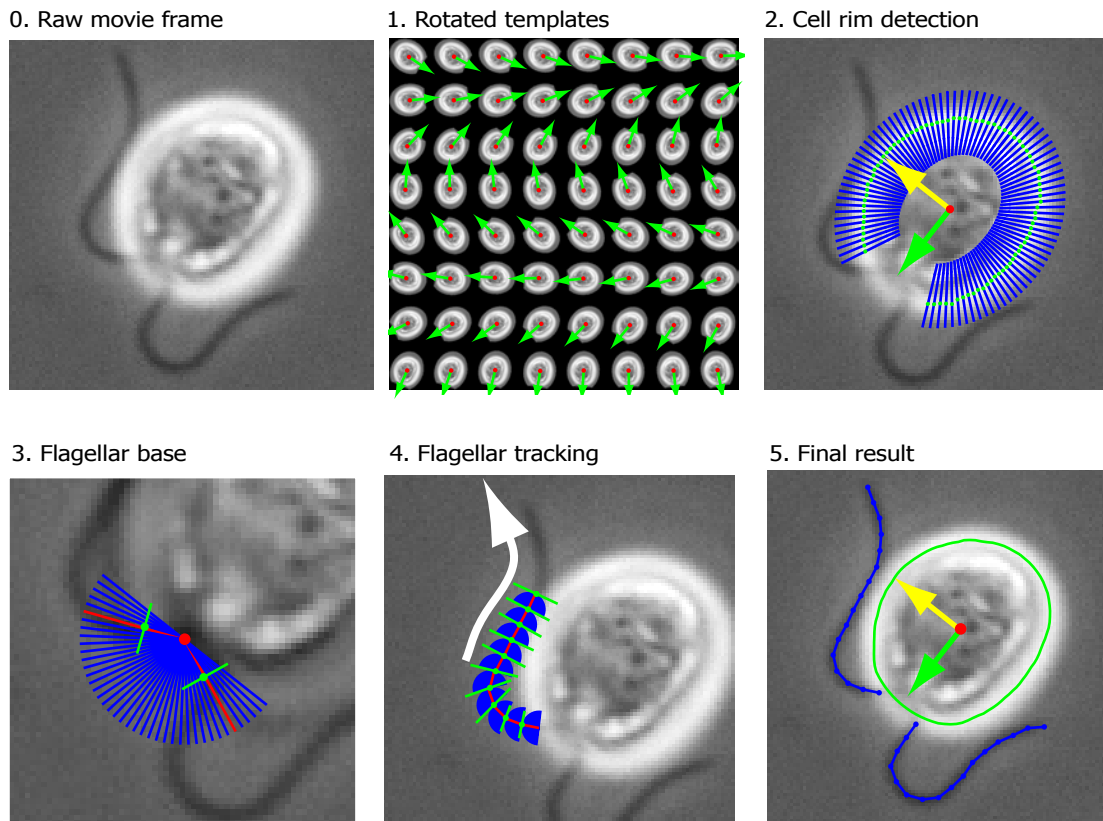 0. Raw movie frame
1. Rotated templates
2. Cell rim detection
3. Flagellar base
4. Flagellar tracking
5. Final result